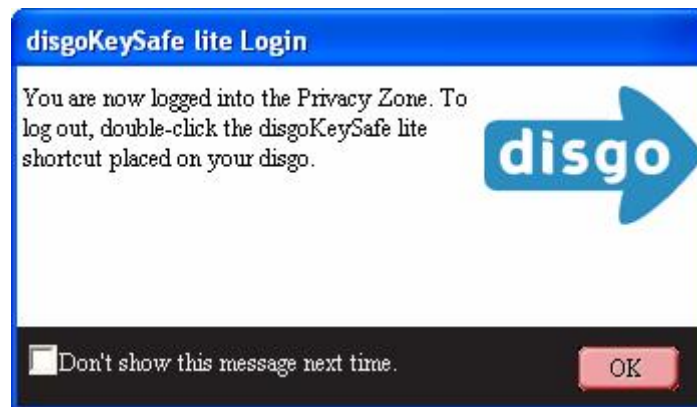 disgoKeySafe lite Login
You are now logged into the Privacy Zone. To
log out, double-click the disgoKeySafe lite
shortcut placed on your disgo.
disgo
Don't show this message next time.
OK